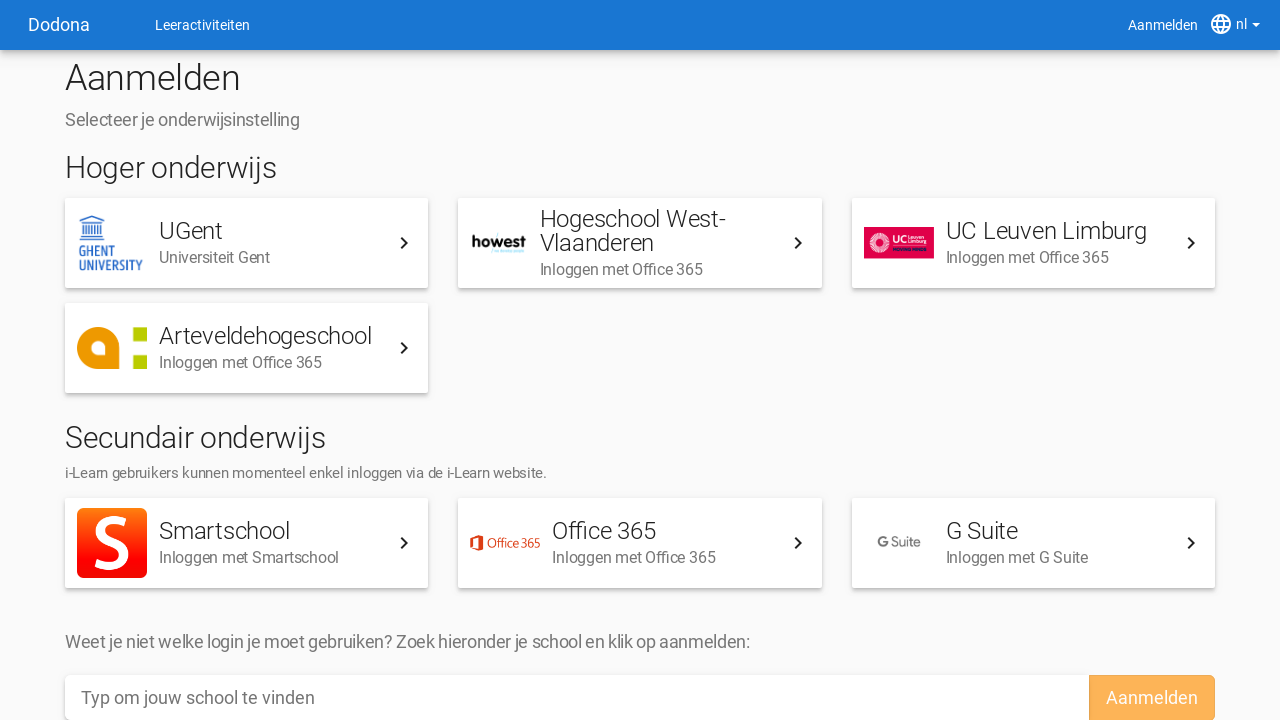 Dodona
Leeractiviteiten
Aanmelden
nl
Aanmelden
Selecteer je onderwijsinstelling
Hoger onderwijs
GHENT
UNIVERSITY
UGent
Universiteit Gent
howest
Hogeschool West-
Vlaanderen
Inloggen met Office 365
UC Leuven
Limburg
UC Leuven Limburg
Inloggen met Office 365
Arteveldehogeschool
Inloggen met Office 365
Secundair onderwijs
i-Learn gebruikers kunnen momenteel enkel inloggen via de i-Learn website.
S
Smartschool
Inloggen met Smartschool
Office 365
Office 365
Inloggen met Office 365
G Suite
G Suite
Inloggen met G Suite
Weet je niet welke login je moet gebruiken? Zoek hieronder je school en klik op aanmelden:
Typ om jouw school te vinden
Aanmelden